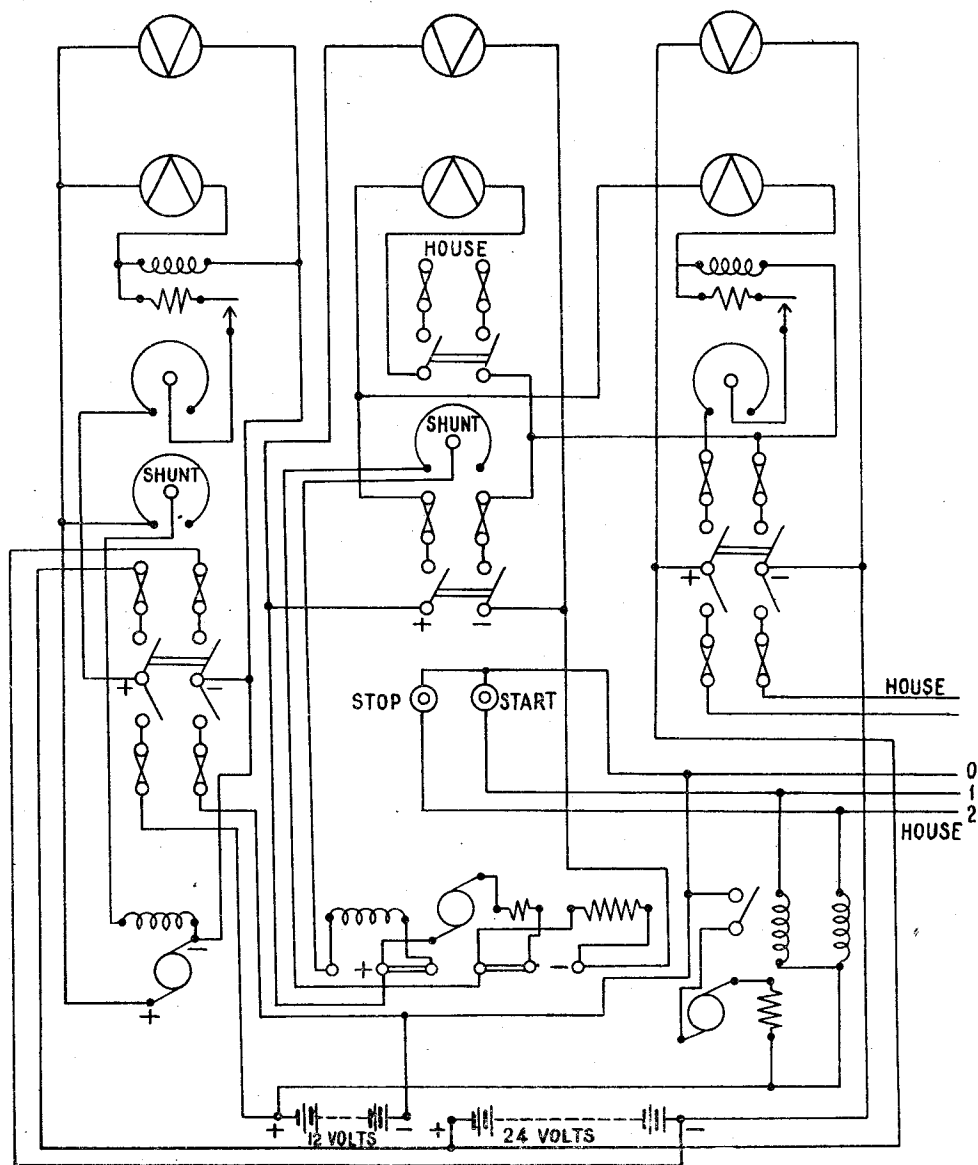 HOUSE
SHUNT
SHUNT
+ -
+ -
+ -
STOP START
HOUSE
0
1
2
HOUSE
+ -
-
+
+ 12 VOLTS -
+ 24 VOLTS -